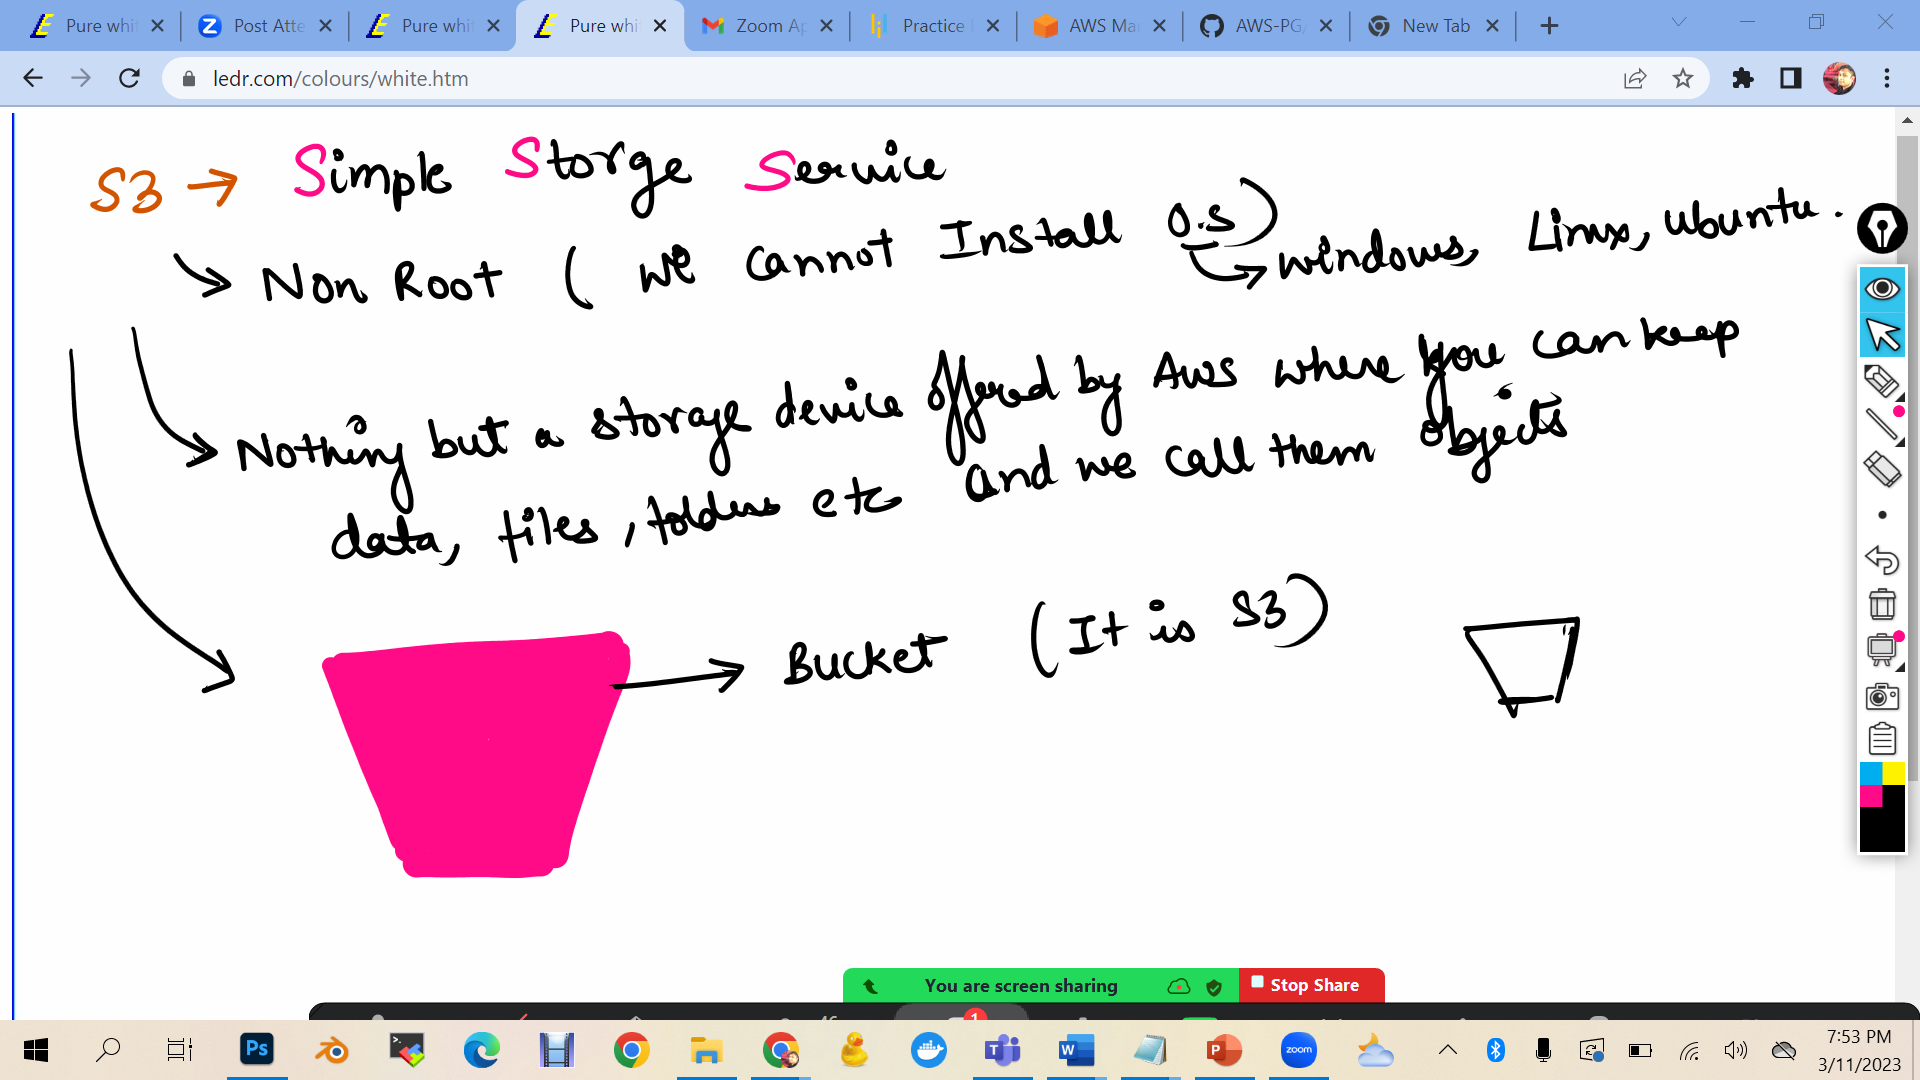 Pure whi
Post Atte
Pure whi
Pure whi
Zoom Ap
Practice
AWS Ma
AWS-PG
New Tab
ledr.com/colours/white.htm
S3 → Simple Storge Service
Non Root ( we cannot Install O.S)
windows, Linux, Ubuntu.
Nothing but a storage device offered by AWS where you can keep
data, files, folders etc and we call them objects
Bucket (It is S3)
You are screen sharing
Stop Share
1
Ps
W
P
zoom
7:53 PM
3/11/2023